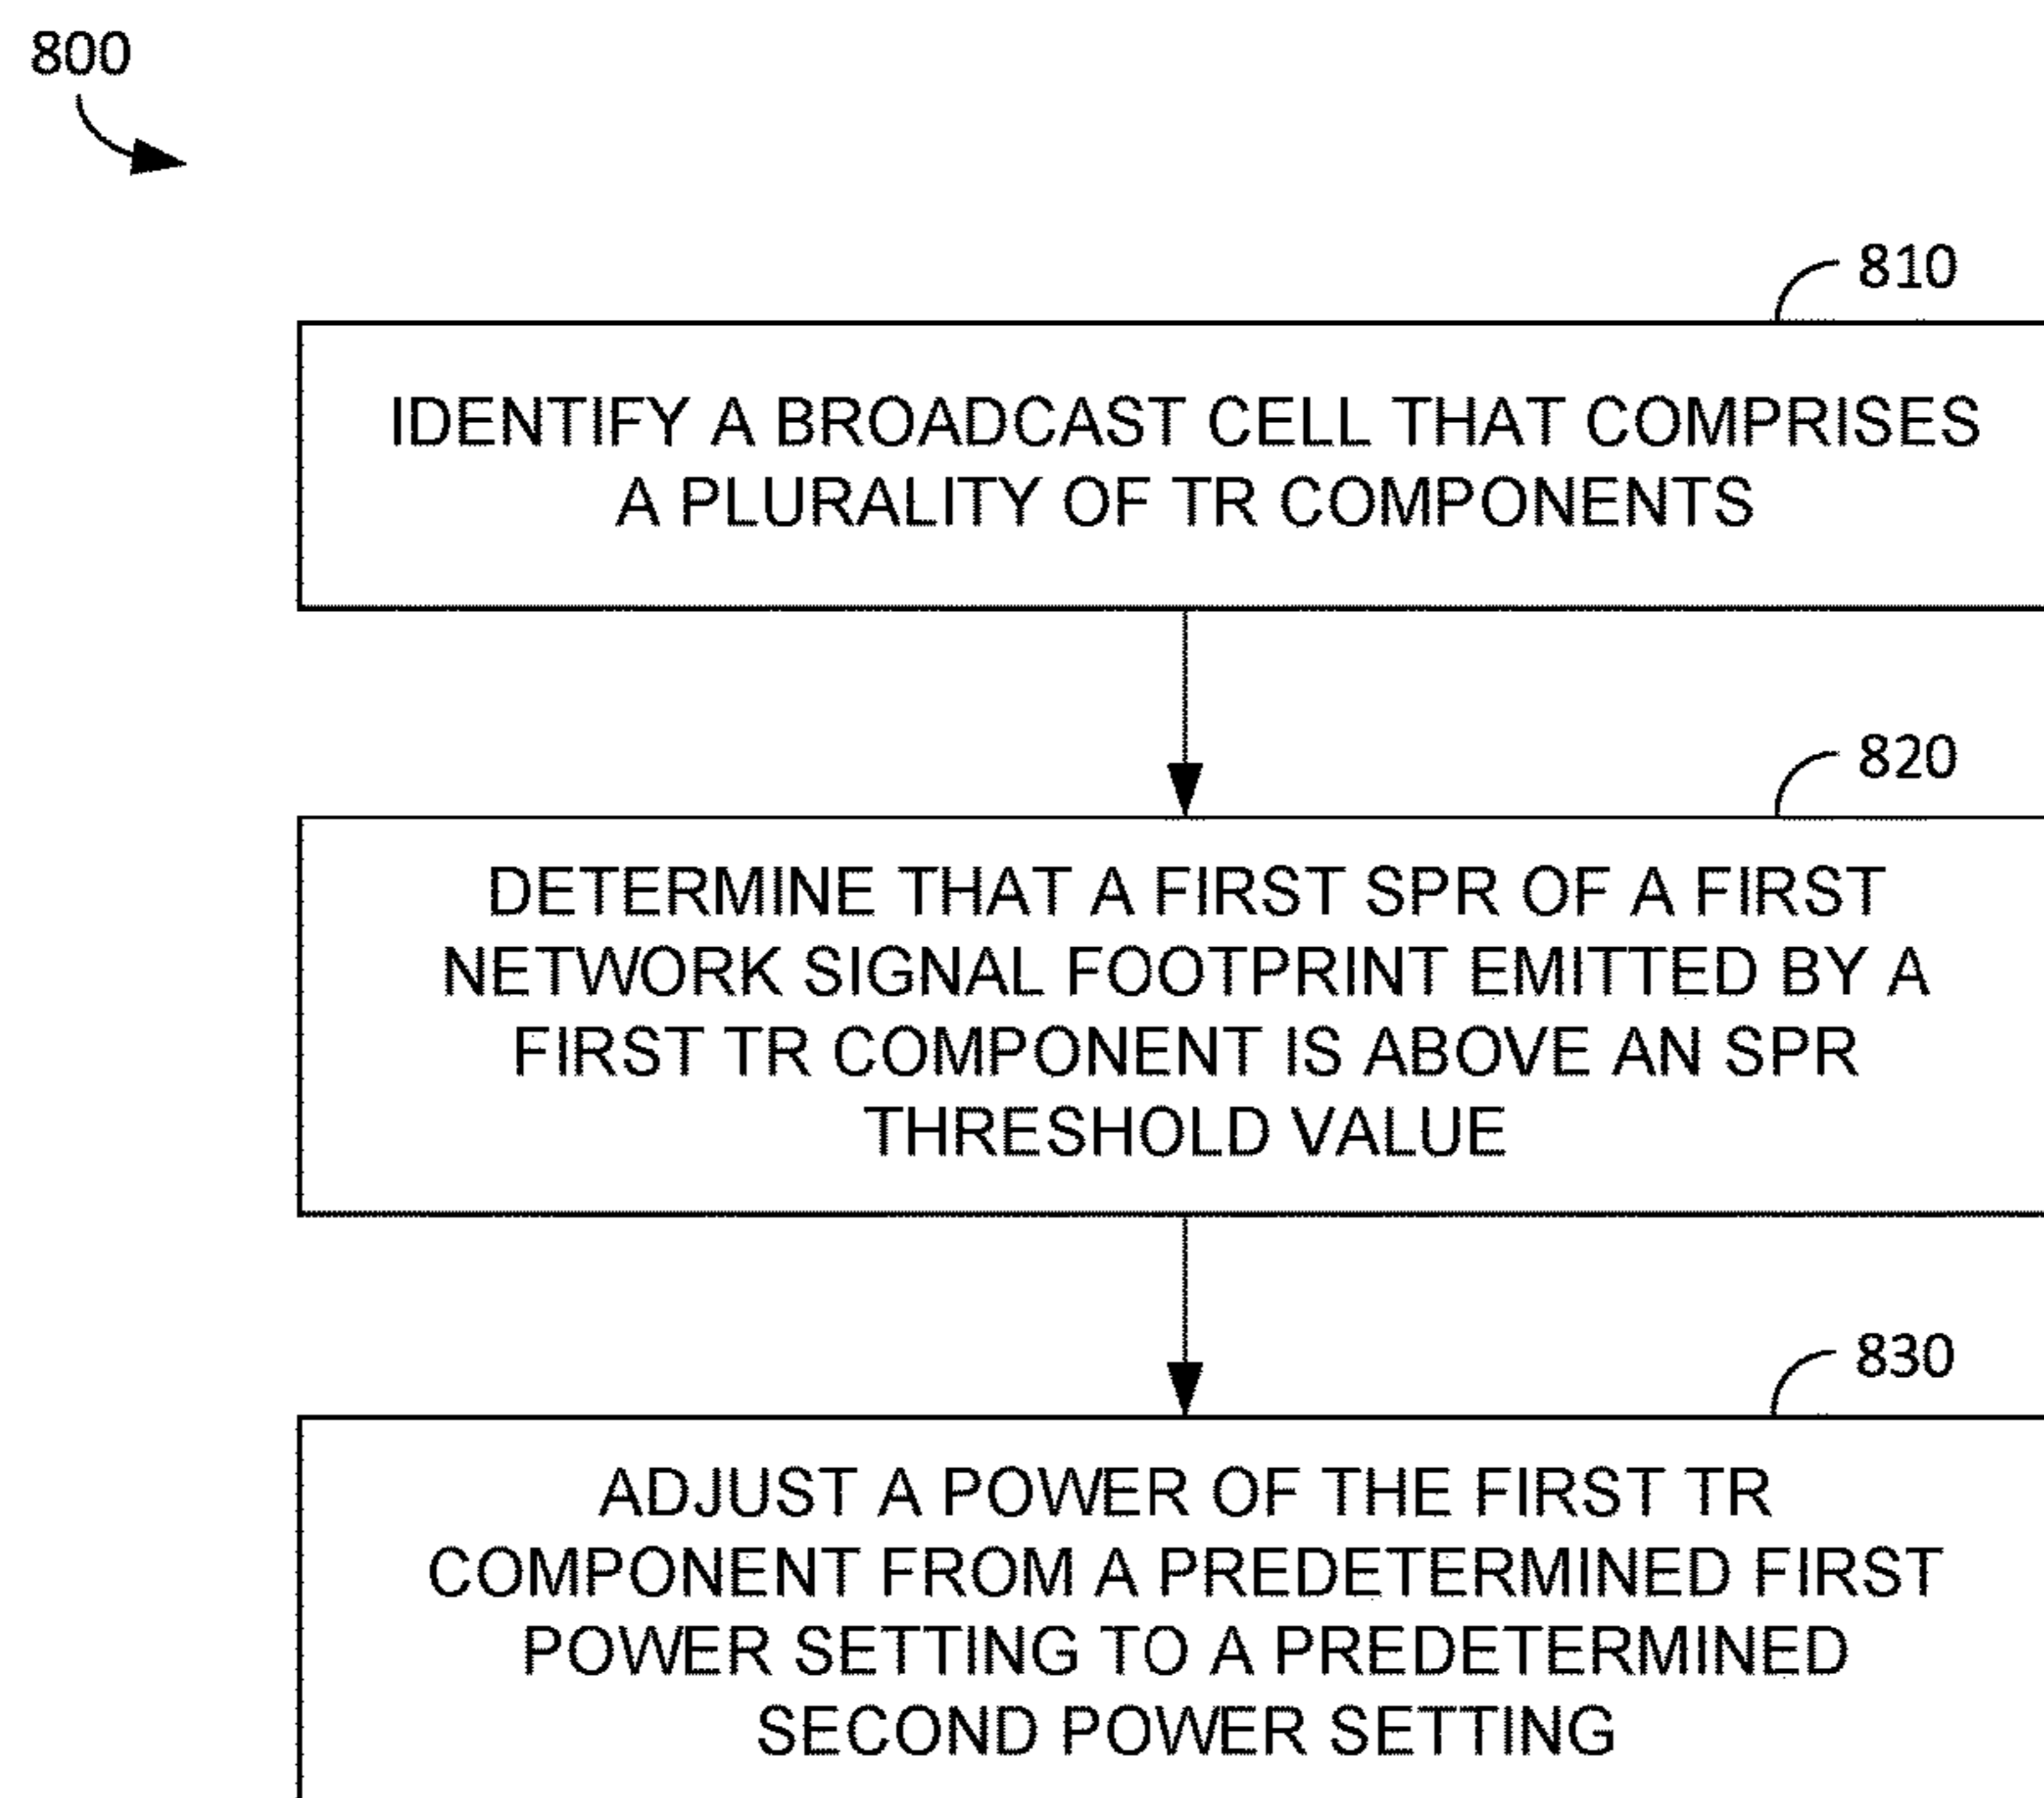 800
810
IDENTIFY A BROADCAST CELL THAT COMPRISES
A PLURALITY OF TR COMPONENTS
820
DETERMINE THAT A FIRST SPR OF A FIRST
NETWORK SIGNAL FOOTPRINT EMITTED BY A
FIRST TR COMPONENT IS ABOVE AN SPR
THRESHOLD VALUE
830
ADJUST A POWER OF THE FIRST TR
COMPONENT FROM A PREDETERMINED FIRST
POWER SETTING TO A PREDETERMINED
SECOND POWER SETTING